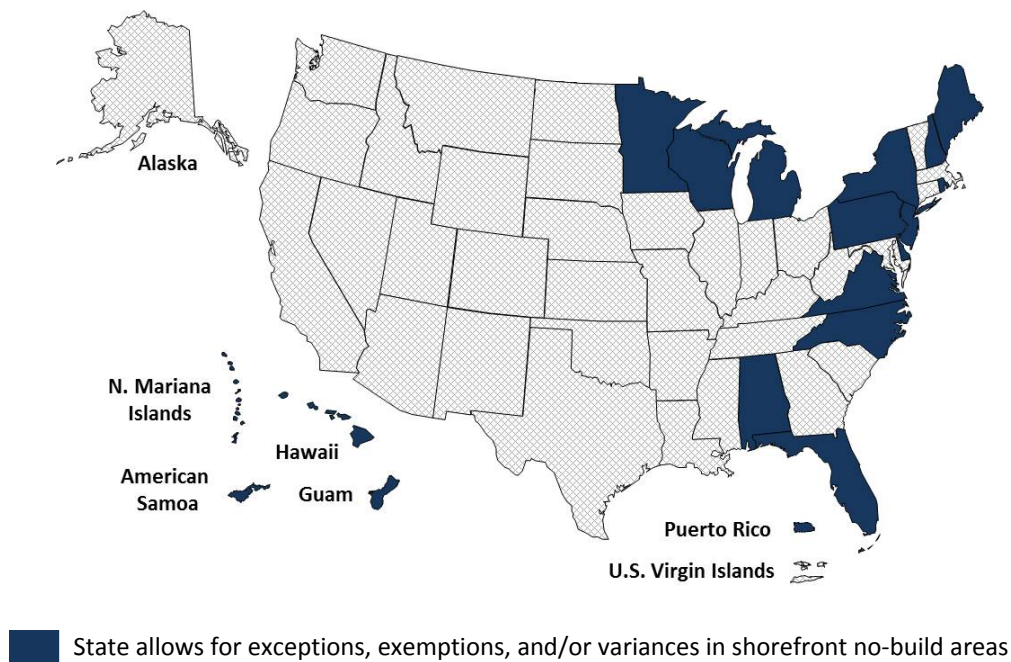 Alaska
N. Mariana
Islands
Hawaii
American
Samoa
Guam
Puerto Rico
U.S. Virgin Islands
State allows for exceptions, exemptions, and/or variances in shorefront no-build areas